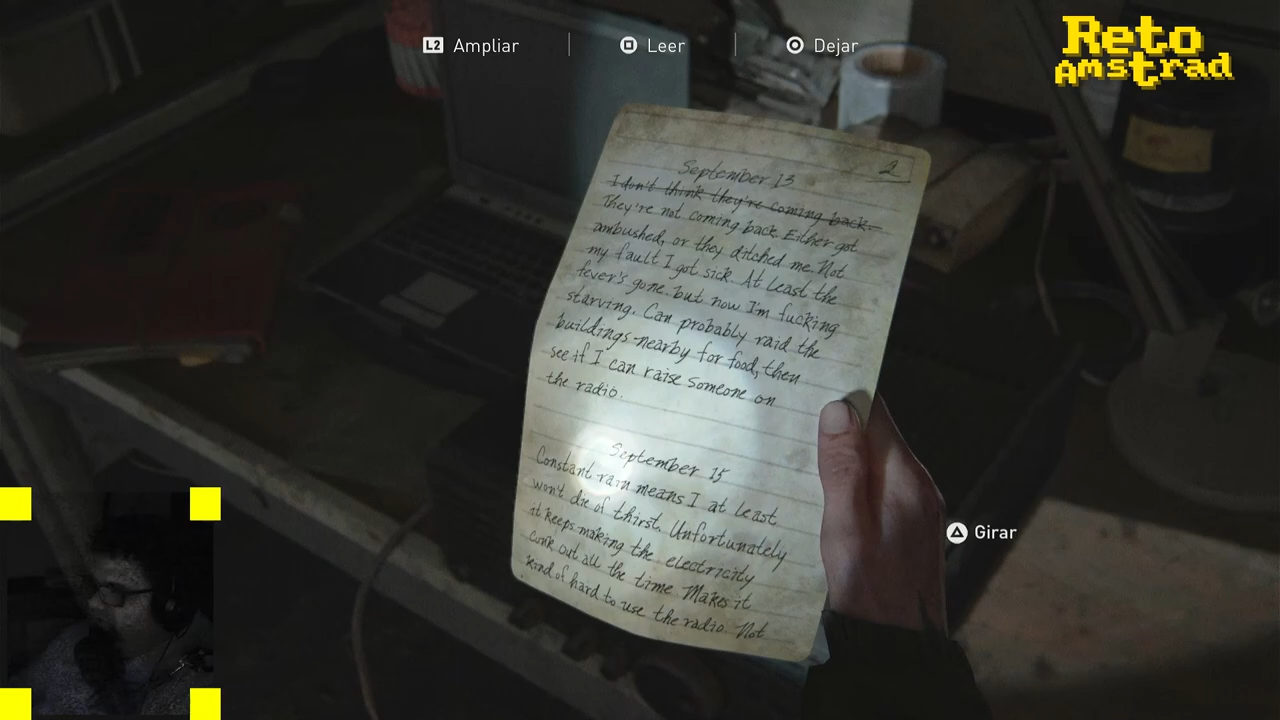 L2 Ampliar
Leer
Dejar
Reto
Amstrad
2
September 13
I don't think they're coming back.
They're not coming back. Either got
ambushed, or they ditched me. Not
my fault I got sick. At least the
fever's gone. but now I'm fucking
starving. Can probably raid the
buildings nearby for food, then
see if I can raise someone on
the radio.
September 15
Constant rain means I at least
won't die of thirst. Unfortunately
it keeps making the electricity
conk out all the time. Makes it
kind of hard to use the radio. Not
Girar